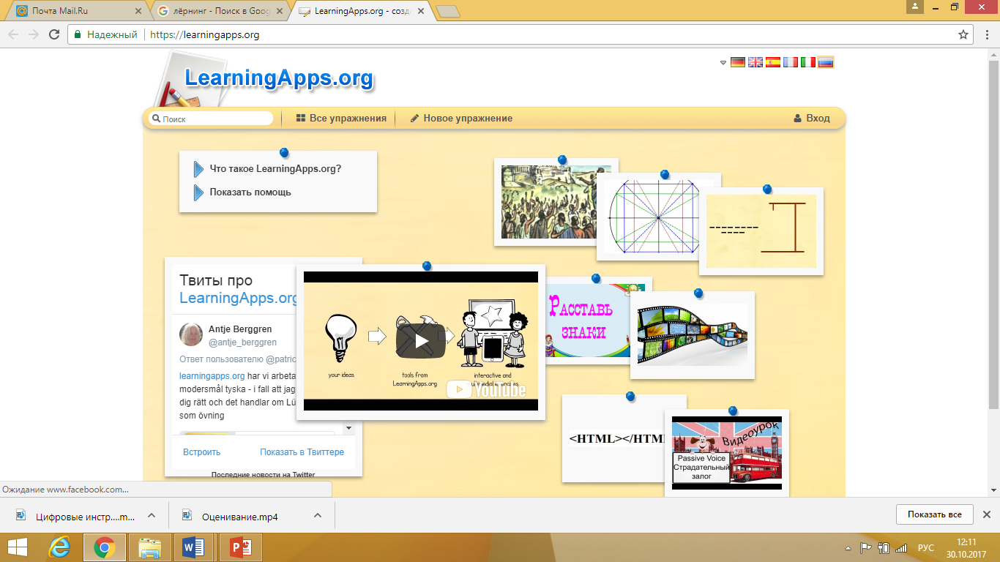 Почта Mail.Ru
лёрнинг - Поиск в Goog
LearningApps.org - созд
Надежный
https://learningapps.org
LearningApps.org
Поиск
Все упражнения
Новое упражнение
Вход
Что такое LearningApps.org?
Показать помощь
Твиты про
LearningApps.org
Antje Berggren
@antje_berggren
Ответ пользователю @patric
learningapps.org har vi arbeta
modersmål tyska - i fall att jag
dig rätt och det handlar om Lü
som övning
Встроить
Показать в Твиттере
Последние новости на Twitter
your ideas
tools from
LearningApps.org
interactive and
YouTube
Расставь
знаки
<HTML></HTM
Видеоурок
Passive Voice
Страдательный
залог
Ожидание www.facebook.com...
Цифровые инстр....m...
Оценивание.mp4
Показать все
РУС
12:11
30.10.2017